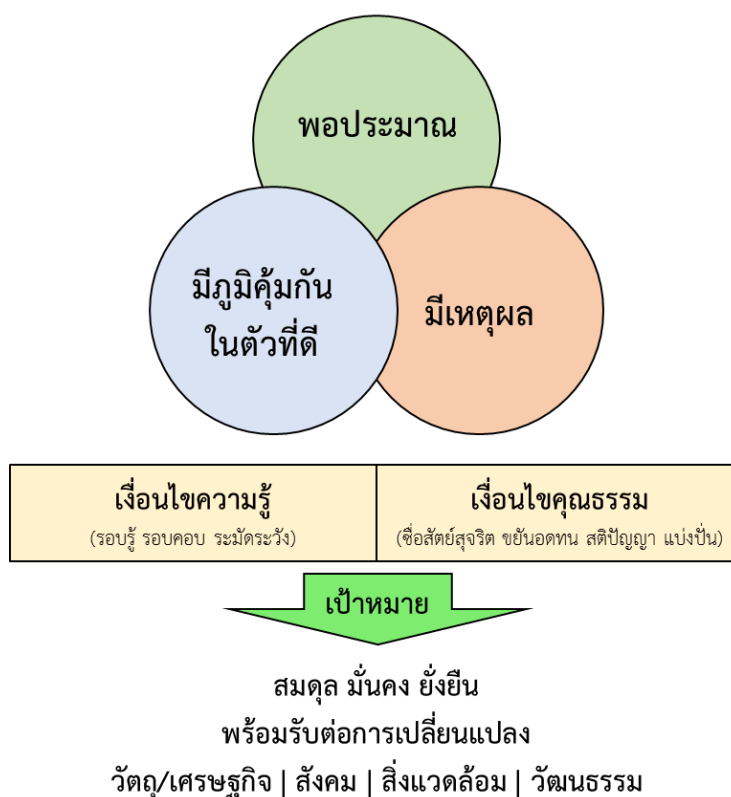 พอประมาณ
มีภูมิคุ้มกัน
ในตัวที่ดี
มีเหตุผล
เงื่อนไขความรู้
(รอบรู้ รอบคอบ ระมัดระวัง)
เงื่อนไขคุณธรรม
(ซื่อสัตย์สุจริต ขยันอดทน สติปัญญา แบ่งปั่น)
เป้าหมาย
สมดุล มั่นคง ยั่งยืน
พร้อมรับต่อการเปลี่ยนแปลง
วัตถุ/เศรษฐกิจ | สังคม | สิ่งแวดล้อม | วัฒนธรรม